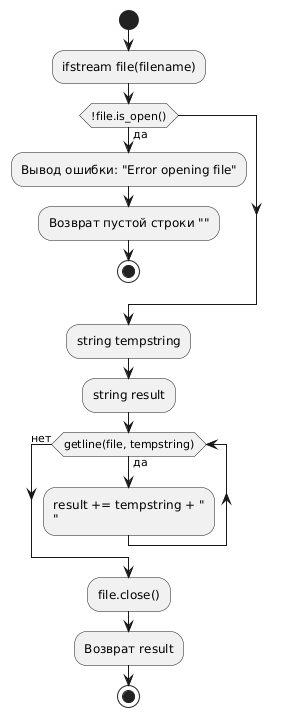 ifstream file(filename)
!file.is_open()
да
Вывод ошибки: "Error opening file"
Возврат пустой строки ""
string tempstring
string result
нет
getline(file, tempstring)
да
result += tempstring + "
"
file.close()
Возврат result